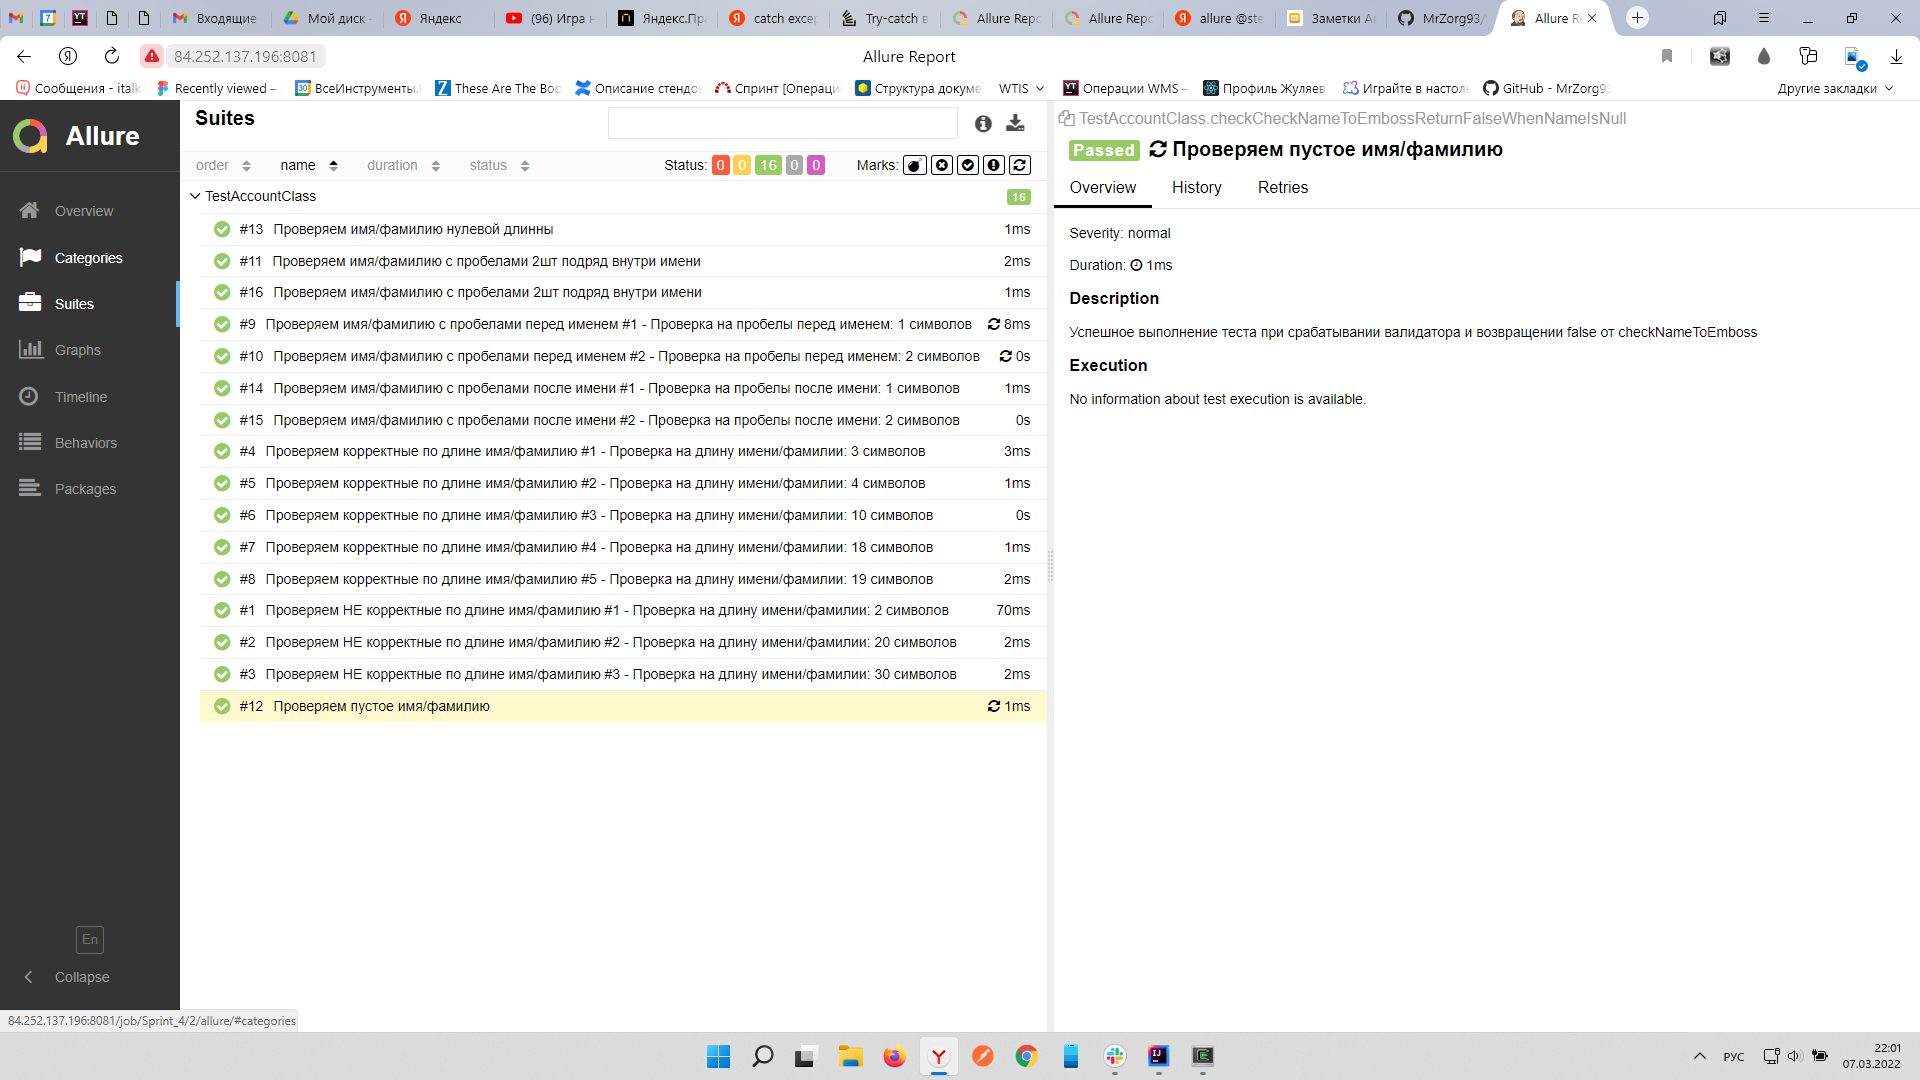 Входящие
Мой диск -
Яндекс
(96) Игра н
Яндекс.Пра
catch excep
Try-catch в
Allure Repo
Allure Repo
allure @ste
Заметки Ая
MrZorg93/
Allure Re
84.252.137.196:8081
Allure Report
Сообщения - italk
Recently viewed –
ВсеИнструменты.
These Are The Boo
Описание стендо
Спринт [Операци
Структура докуме
WTIS
Операции WMS –
Профиль Жуляев
Играйте в настоль
GitHub - MrZorg93
Другие закладки
Allure
Overview
Categories
Suites
Graphs
Timeline
Behaviors
Packages
En
Collapse
84.252.137.196:8081/job/Sprint_4/2/allure/#categories
Suites
order name duration status Status: 0 0 16 0 0 Marks:
TestAccountClass 16
#13 Проверяем имя/фамилию нулевой длинны 1ms
#11 Проверяем имя/фамилию с пробелами 2шт подряд внутри имени 2ms
#16 Проверяем имя/фамилию с пробелами 2шт подряд внутри имени 1ms
#9 Проверяем имя/фамилию с пробелами перед именем #1 - Проверка на пробелы перед именем: 1 символов 8ms
#10 Проверяем имя/фамилию с пробелами перед именем #2 - Проверка на пробелы перед именем: 2 символов 0s
#14 Проверяем имя/фамилию с пробелами после имени #1 - Проверка на пробелы после имени: 1 символов 1ms
#15 Проверяем имя/фамилию с пробелами после имени #2 - Проверка на пробелы после имени: 2 символов 0s
#4 Проверяем корректные по длине имя/фамилию #1 - Проверка на длину имени/фамилии: 3 символов 3ms
#5 Проверяем корректные по длине имя/фамилию #2 - Проверка на длину имени/фамилии: 4 символов 1ms
#6 Проверяем корректные по длине имя/фамилию #3 - Проверка на длину имени/фамилии: 10 символов 0s
#7 Проверяем корректные по длине имя/фамилию #4 - Проверка на длину имени/фамилии: 18 символов 1ms
#8 Проверяем корректные по длине имя/фамилию #5 - Проверка на длину имени/фамилии: 19 символов 2ms
#1 Проверяем НЕ корректные по длине имя/фамилию #1 - Проверка на длину имени/фамилии: 2 символов 70ms
#2 Проверяем НЕ корректные по длине имя/фамилию #2 - Проверка на длину имени/фамилии: 20 символов 2ms
#3 Проверяем НЕ корректные по длине имя/фамилию #3 - Проверка на длину имени/фамилии: 30 символов 2ms
#12 Проверяем пустое имя/фамилию 1ms
TestAccountClass.checkCheckNameToEmbossReturnFalseWhenNameIsNull
Passed Проверяем пустое имя/фамилию
Overview History Retries
Severity: normal
Duration: 1ms
Description
Успешное выполнение теста при срабатывании валидатора и возвращении false от checkNameToEmboss
Execution
No information about test execution is available.
РУС
22:01
07.03.2022